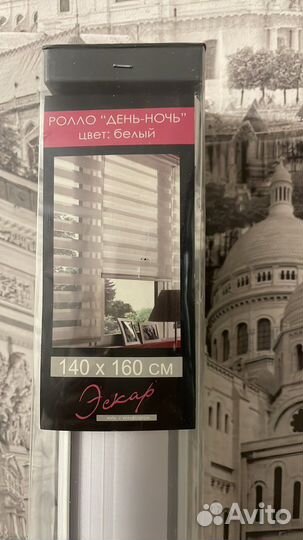 РОЛЛО "ДЕНЬ-НОЧЬ"
ЦВЕТ: белый
140 х 160 см
Эскар
Avito